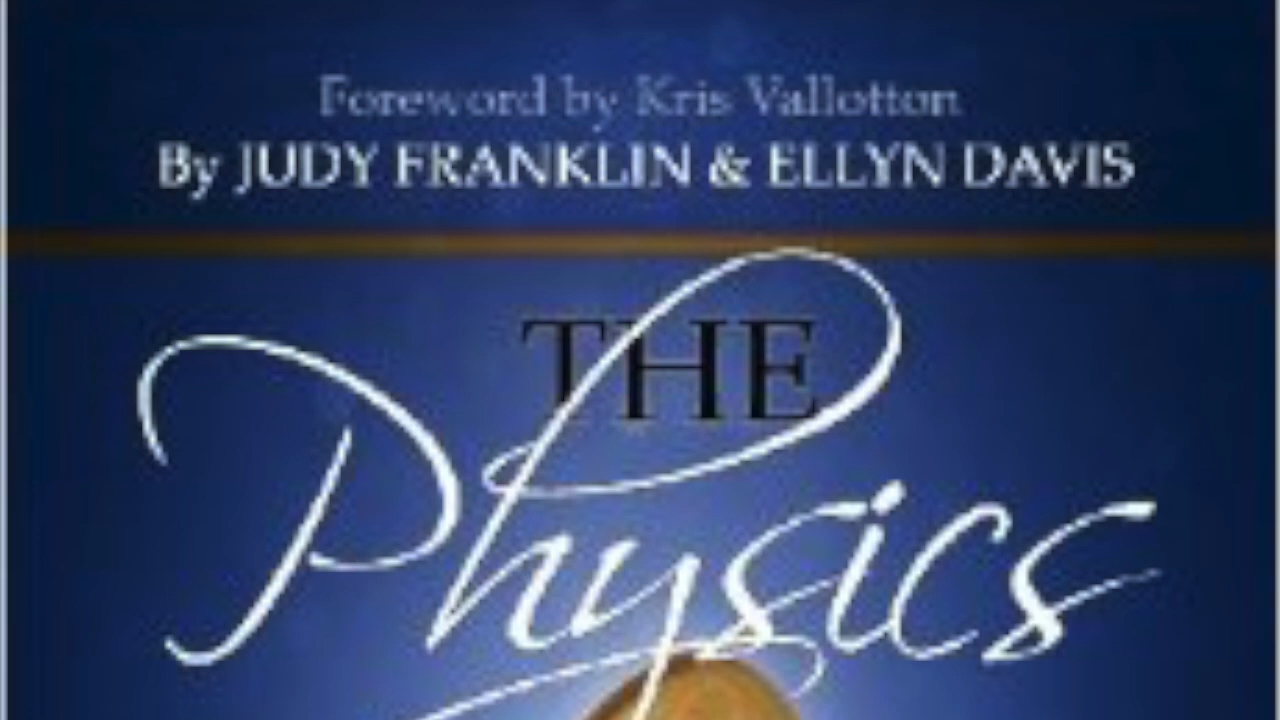 Foreword by Kris Vallotton
By JUDY FRANKLIN & ELLYN DAVIS
THE
Physics